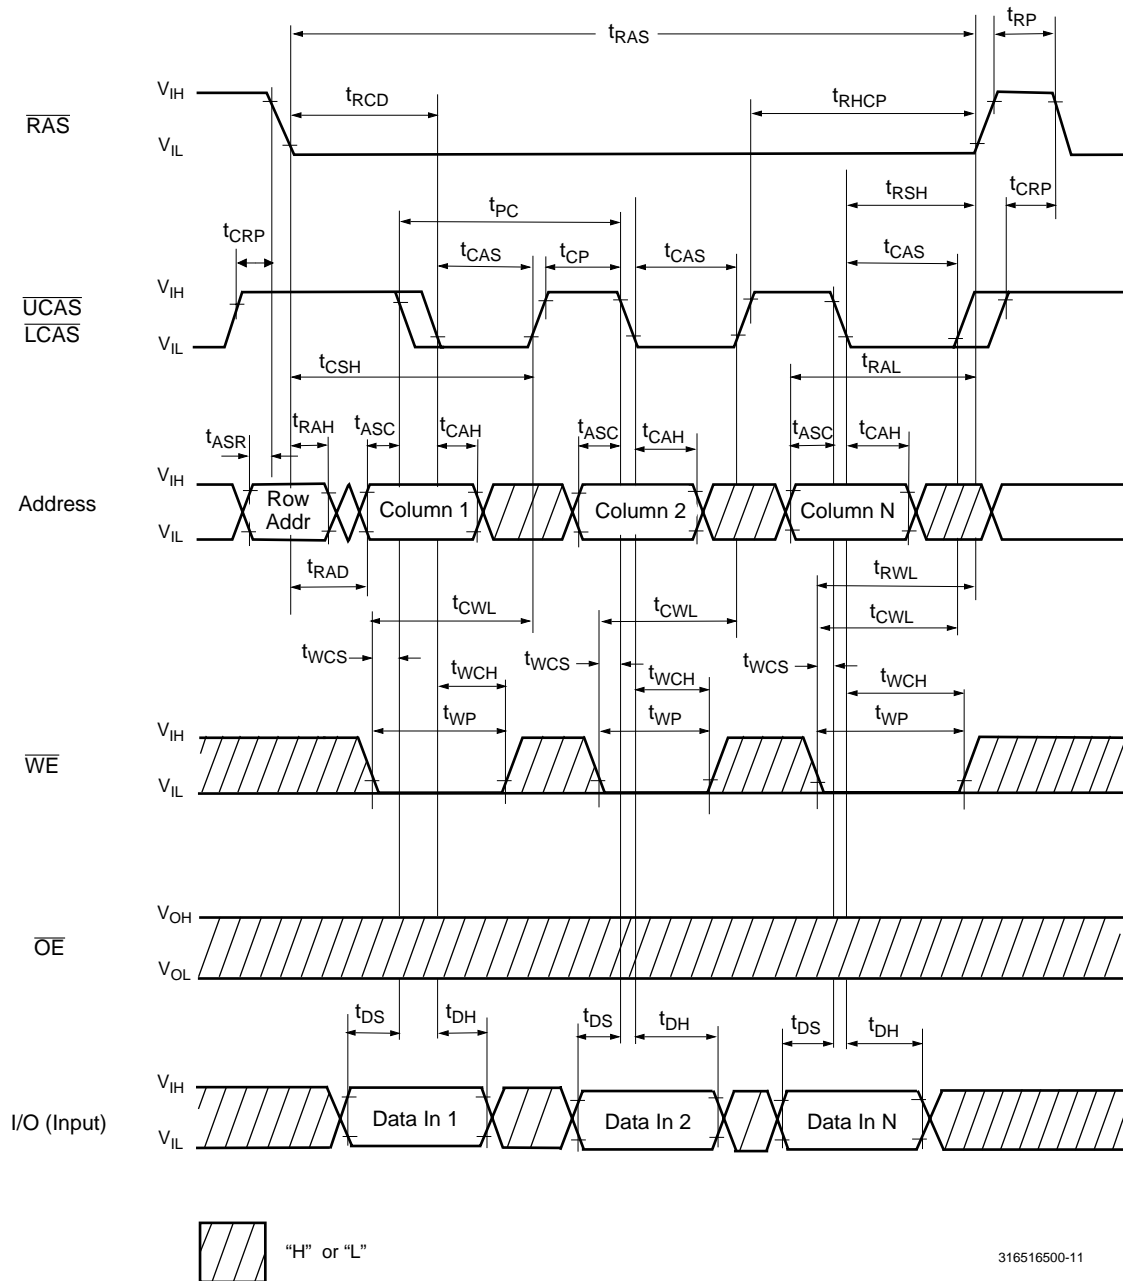 tRAS
tRP
VIH
RAS
VIL
tRCD
tRHCP
tRSH
tCRP
tPC
tCRP
tCAS
tCP
tCAS
tCAS
VIH
UCAS
LCAS
VIL
tCSH
tRAL
tASR
tRAH
tASC
tCAH
tASC
tCAH
tASC
tCAH
VIH
Address
VIL
Row
Addr
Column 1
Column 2
Column N
tRAD
tRWL
tCWL
tCWL
tCWL
tWCS
tWCS
tWCS
tWCH
tWCH
tWCH
tWP
tWP
tWP
VIH
WE
VIL
VOH
OE
VOL
tDS
tDH
tDS
tDH
tDS
tDH
VIH
I/O (Input)
VIL
Data In 1
Data In 2
Data In N
“H” or “L”
316516500-11